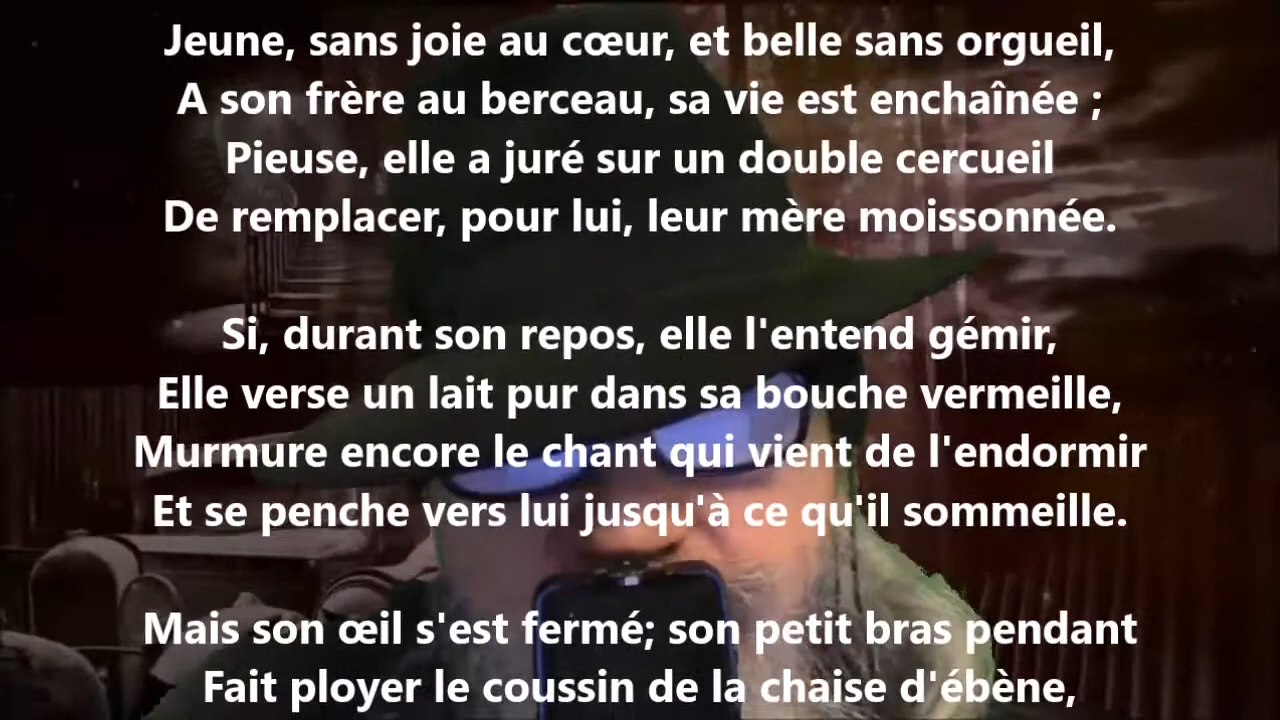 Jeune, sans joie au cœur, et belle sans orgueil,
A son frère au berceau, sa vie est enchaînée ;
Pieuse, elle a juré sur un double cercueil
De remplacer, pour lui, leur mère moissonnée.
Si, durant son repos, elle l'entend gémir,
Elle verse un lait pur dans sa bouche vermeille,
Murmure encore le chant qui vient de l'endormir
Et se penche vers lui jusqu'à ce qu'il sommeille.
Mais son œil s'est fermé; son petit bras pendant
Fait ployer le coussin de la chaise d'ébène,